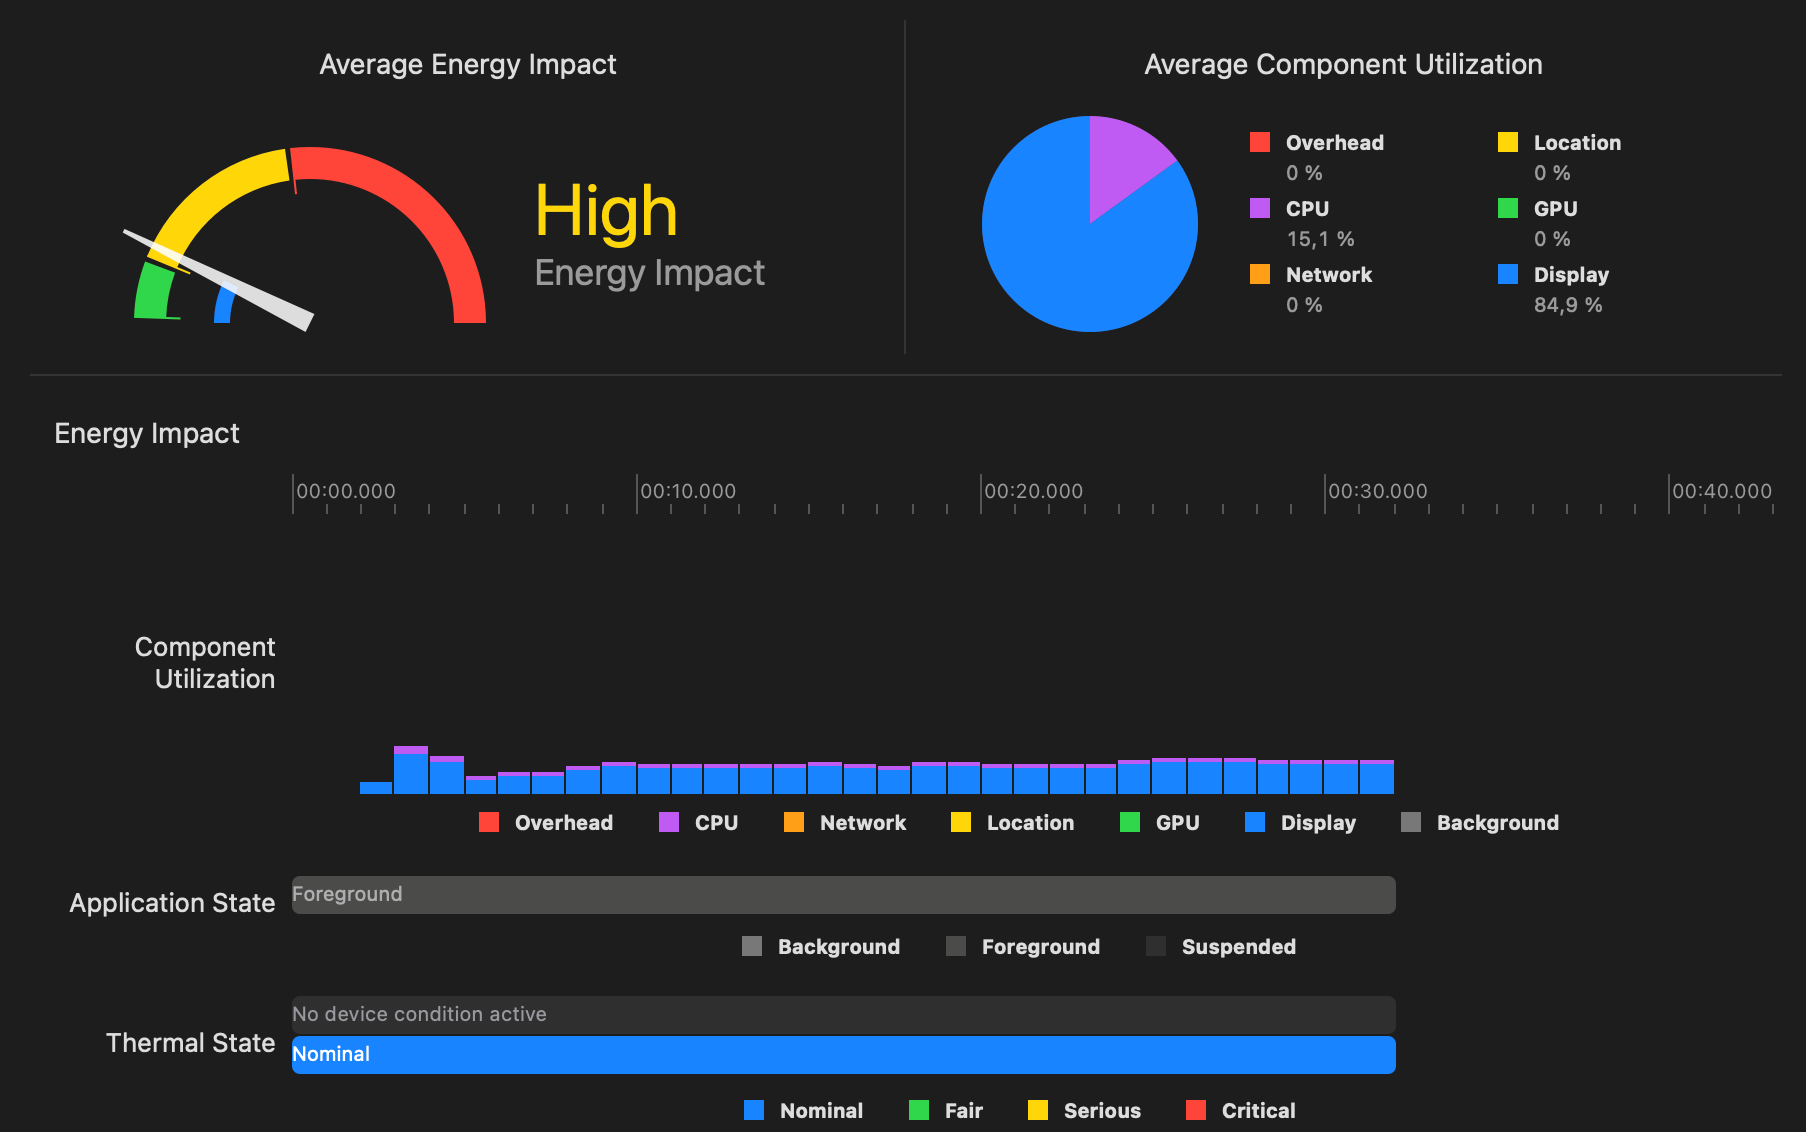 Average Energy Impact
High
Energy Impact
Average Component Utilization
Overhead
0 %
Location
0 %
CPU
15,1 %
GPU
0 %
Network
0 %
Display
84,9 %
Energy Impact
00:00.000 00:10.000 00:20.000 00:30.000 00:40.000
Component
Utilization
Overhead CPU Network Location GPU Display Background
Application State
Foreground
Background Foreground Suspended
Thermal State
No device condition active
Nominal
Nominal Fair Serious Critical